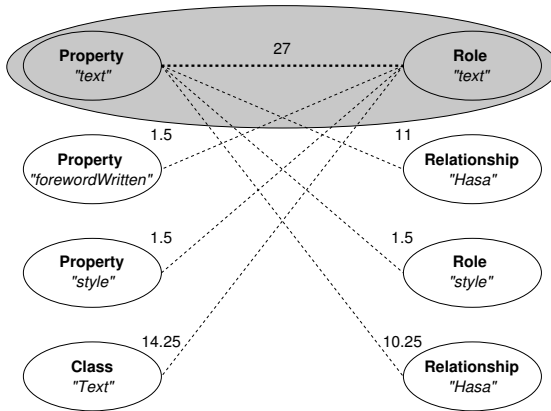 27
Property
"text"
Role
"text"
1.5
11
Property
"forewordWritten"
Relationship
"Hasa"
1.5
1.5
Property
"style"
Role
"style"
14.25
10.25
Class
"Text"
Relationship
"Hasa"